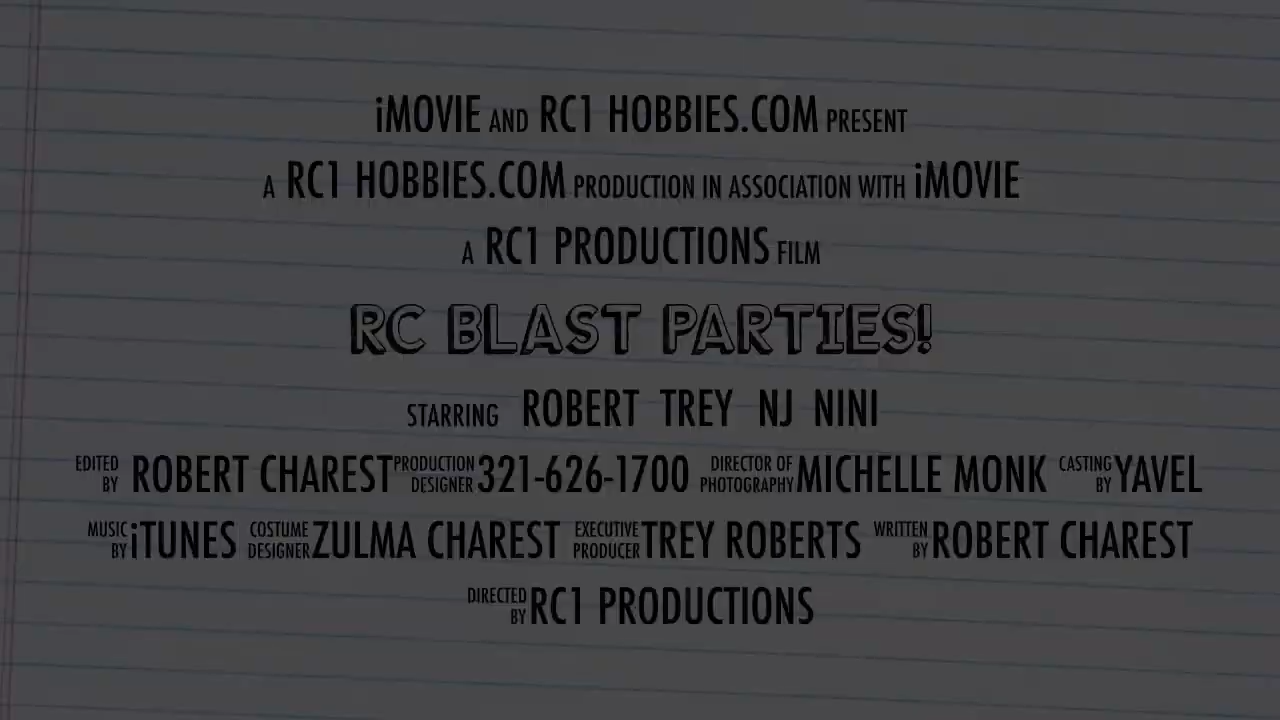 iMOVIE AND RC1 HOBBIES.COM PRESENT
A RC1 HOBBIES.COM PRODUCTION IN ASSOCIATION WITH iMOVIE
A RC1 PRODUCTIONS FILM
RC BLAST PARTIES!
STARRING ROBERT TREY NJ NINI
EDITED BY ROBERT CHAREST PRODUCTION DESIGNER 321-626-1700 DIRECTOR OF PHOTOGRAPHY MICHELLE MONK CASTING BY YAVEL
MUSIC BY iTUNES COSTUME DESIGNER ZULMA CHAREST EXECUTIVE PRODUCER TREY ROBERTS WRITTEN BY ROBERT CHAREST
DIRECTED BY RC1 PRODUCTIONS